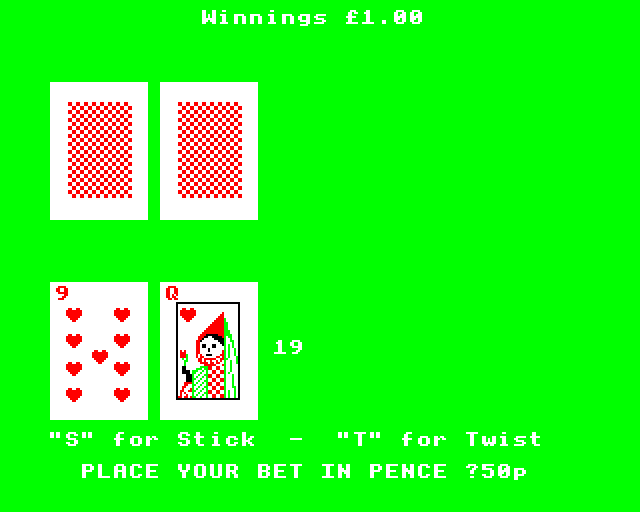 Winnings £1.00
9 Q
19
"S" for Stick - "T" for Twist
PLACE YOUR BET IN PENCE ?50p